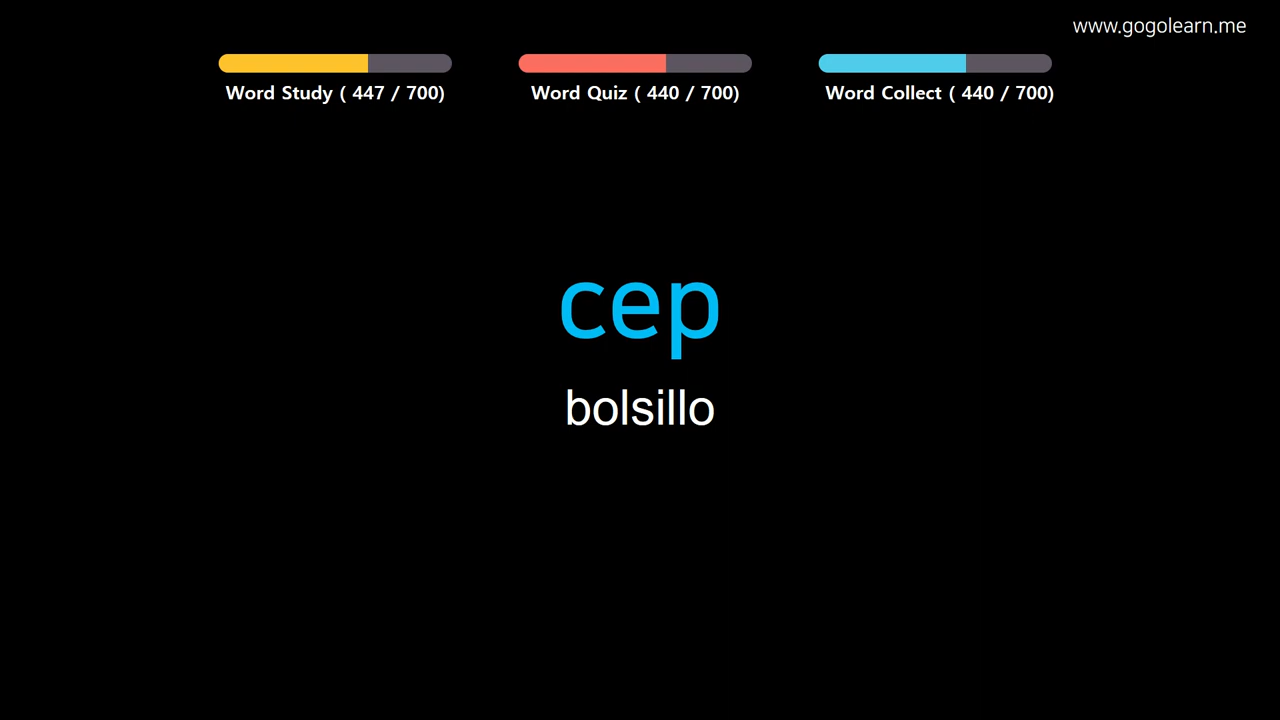 www.gogolearn.me
Word Study ( 447 / 700)
Word Quiz ( 440 / 700)
Word Collect ( 440 / 700)
cep
bolsillo